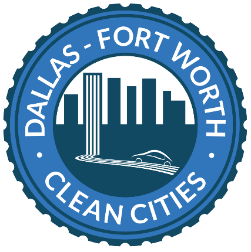 DALLAS - FORT WORTH
• CLEAN CITIES •